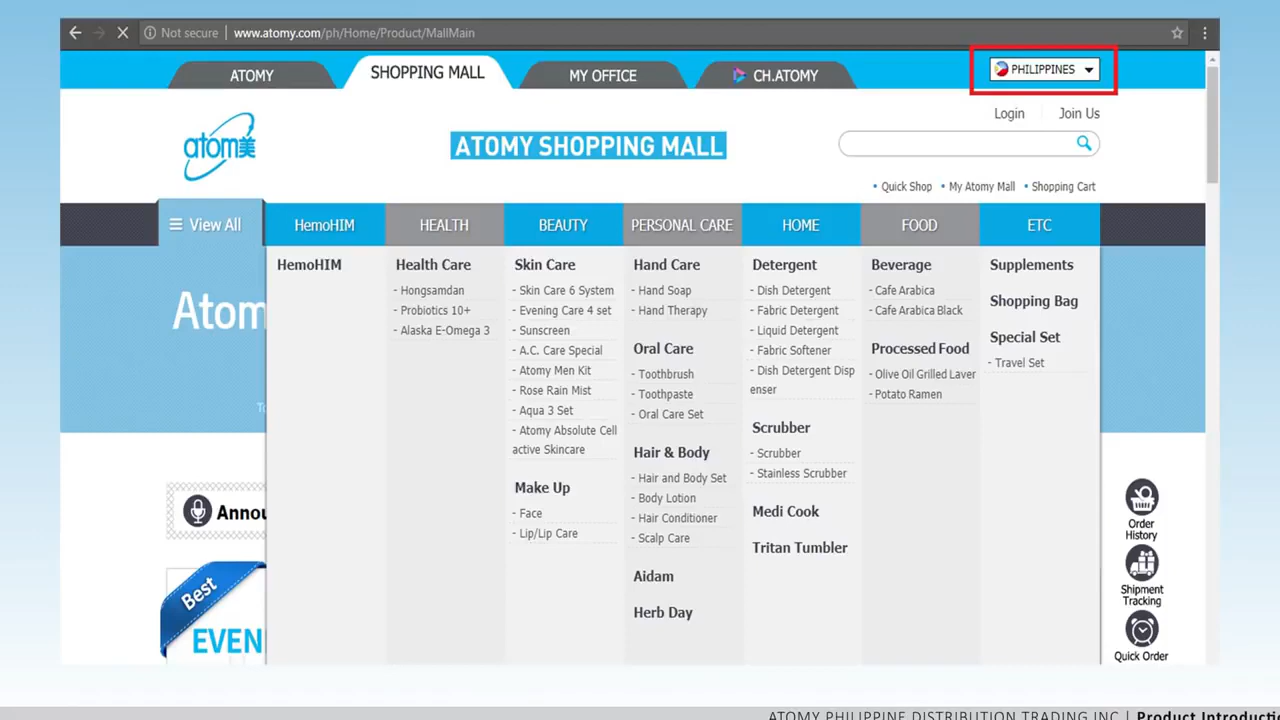 Not secure | www.atomy.com/ph/Home/Product/MallMain
ATOMY
SHOPPING MALL
MY OFFICE
CH.ATOMY
PHILIPPINES
Login
Join Us
atom美
ATOMY SHOPPING MALL
• Quick Shop • My Atomy Mall • Shopping Cart
View All
HemoHIM
HEALTH
BEAUTY
PERSONAL CARE
HOME
FOOD
ETC
HemoHIM
Health Care
- Hongsamdan
- Probiotics 10+
- Alaska E-Omega 3
Skin Care
- Skin Care 6 System
- Evening Care 4 set
- Sunscreen
- A.C. Care Special
- Atomy Men Kit
- Rose Rain Mist
- Aqua 3 Set
- Atomy Absolute Cell
active Skincare
Make Up
- Face
- Lip/Lip Care
Hand Care
- Hand Soap
- Hand Therapy
Oral Care
- Toothbrush
- Toothpaste
- Oral Care Set
Hair & Body
- Hair and Body Set
- Body Lotion
- Hair Conditioner
- Scalp Care
Aidam
Herb Day
Detergent
- Dish Detergent
- Fabric Detergent
- Liquid Detergent
- Fabric Softener
- Dish Detergent Disp
enser
Scrubber
- Scrubber
- Stainless Scrubber
Medi Cook
Tritan Tumbler
Beverage
- Cafe Arabica
- Cafe Arabica Black
Processed Food
- Olive Oil Grilled Laver
- Potato Ramen
Supplements
Shopping Bag
Special Set
- Travel Set
Atom
To
Annou
Best
EVEN
Order
History
Shipment
Tracking
Quick Order
ATOMY PHILIPPINE DISTRIBUTION TRADING INC | Product Introductio